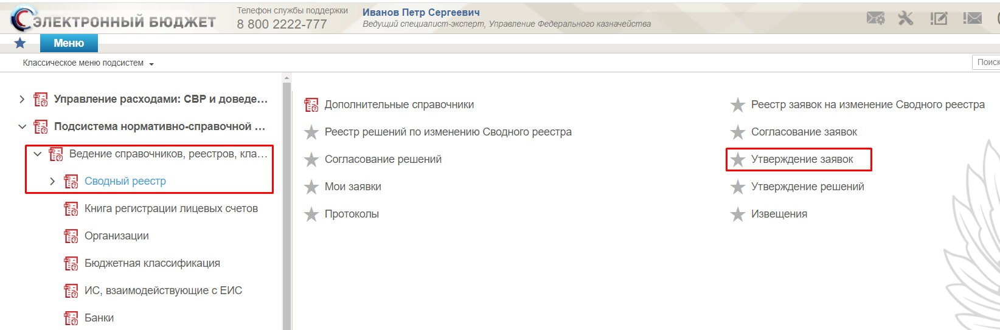 ЭЛЕКТРОННЫЙ БЮДЖЕТ
Телефон службы поддержки
8 800 2222-777
Иванов Петр Сергеевич
Ведущий специалист-эксперт, Управление Федерального казначейства
Меню
Классическое меню подсистем
Поиск
Управление расходами: СВР и доведе...
Подсистема нормативно-справочной ...
Ведение справочников, реестров, кла...
Сводный реестр
Книга регистрации лицевых счетов
Организации
Бюджетная классификация
ИС, взаимодействующие с ЕИС
Банки
Дополнительные справочники
Реестр решений по изменению Сводного реестра
Согласование решений
Мои заявки
Протоколы
Реестр заявок на изменение Сводного реестра
Согласование заявок
Утверждение заявок
Утверждение решений
Извещения